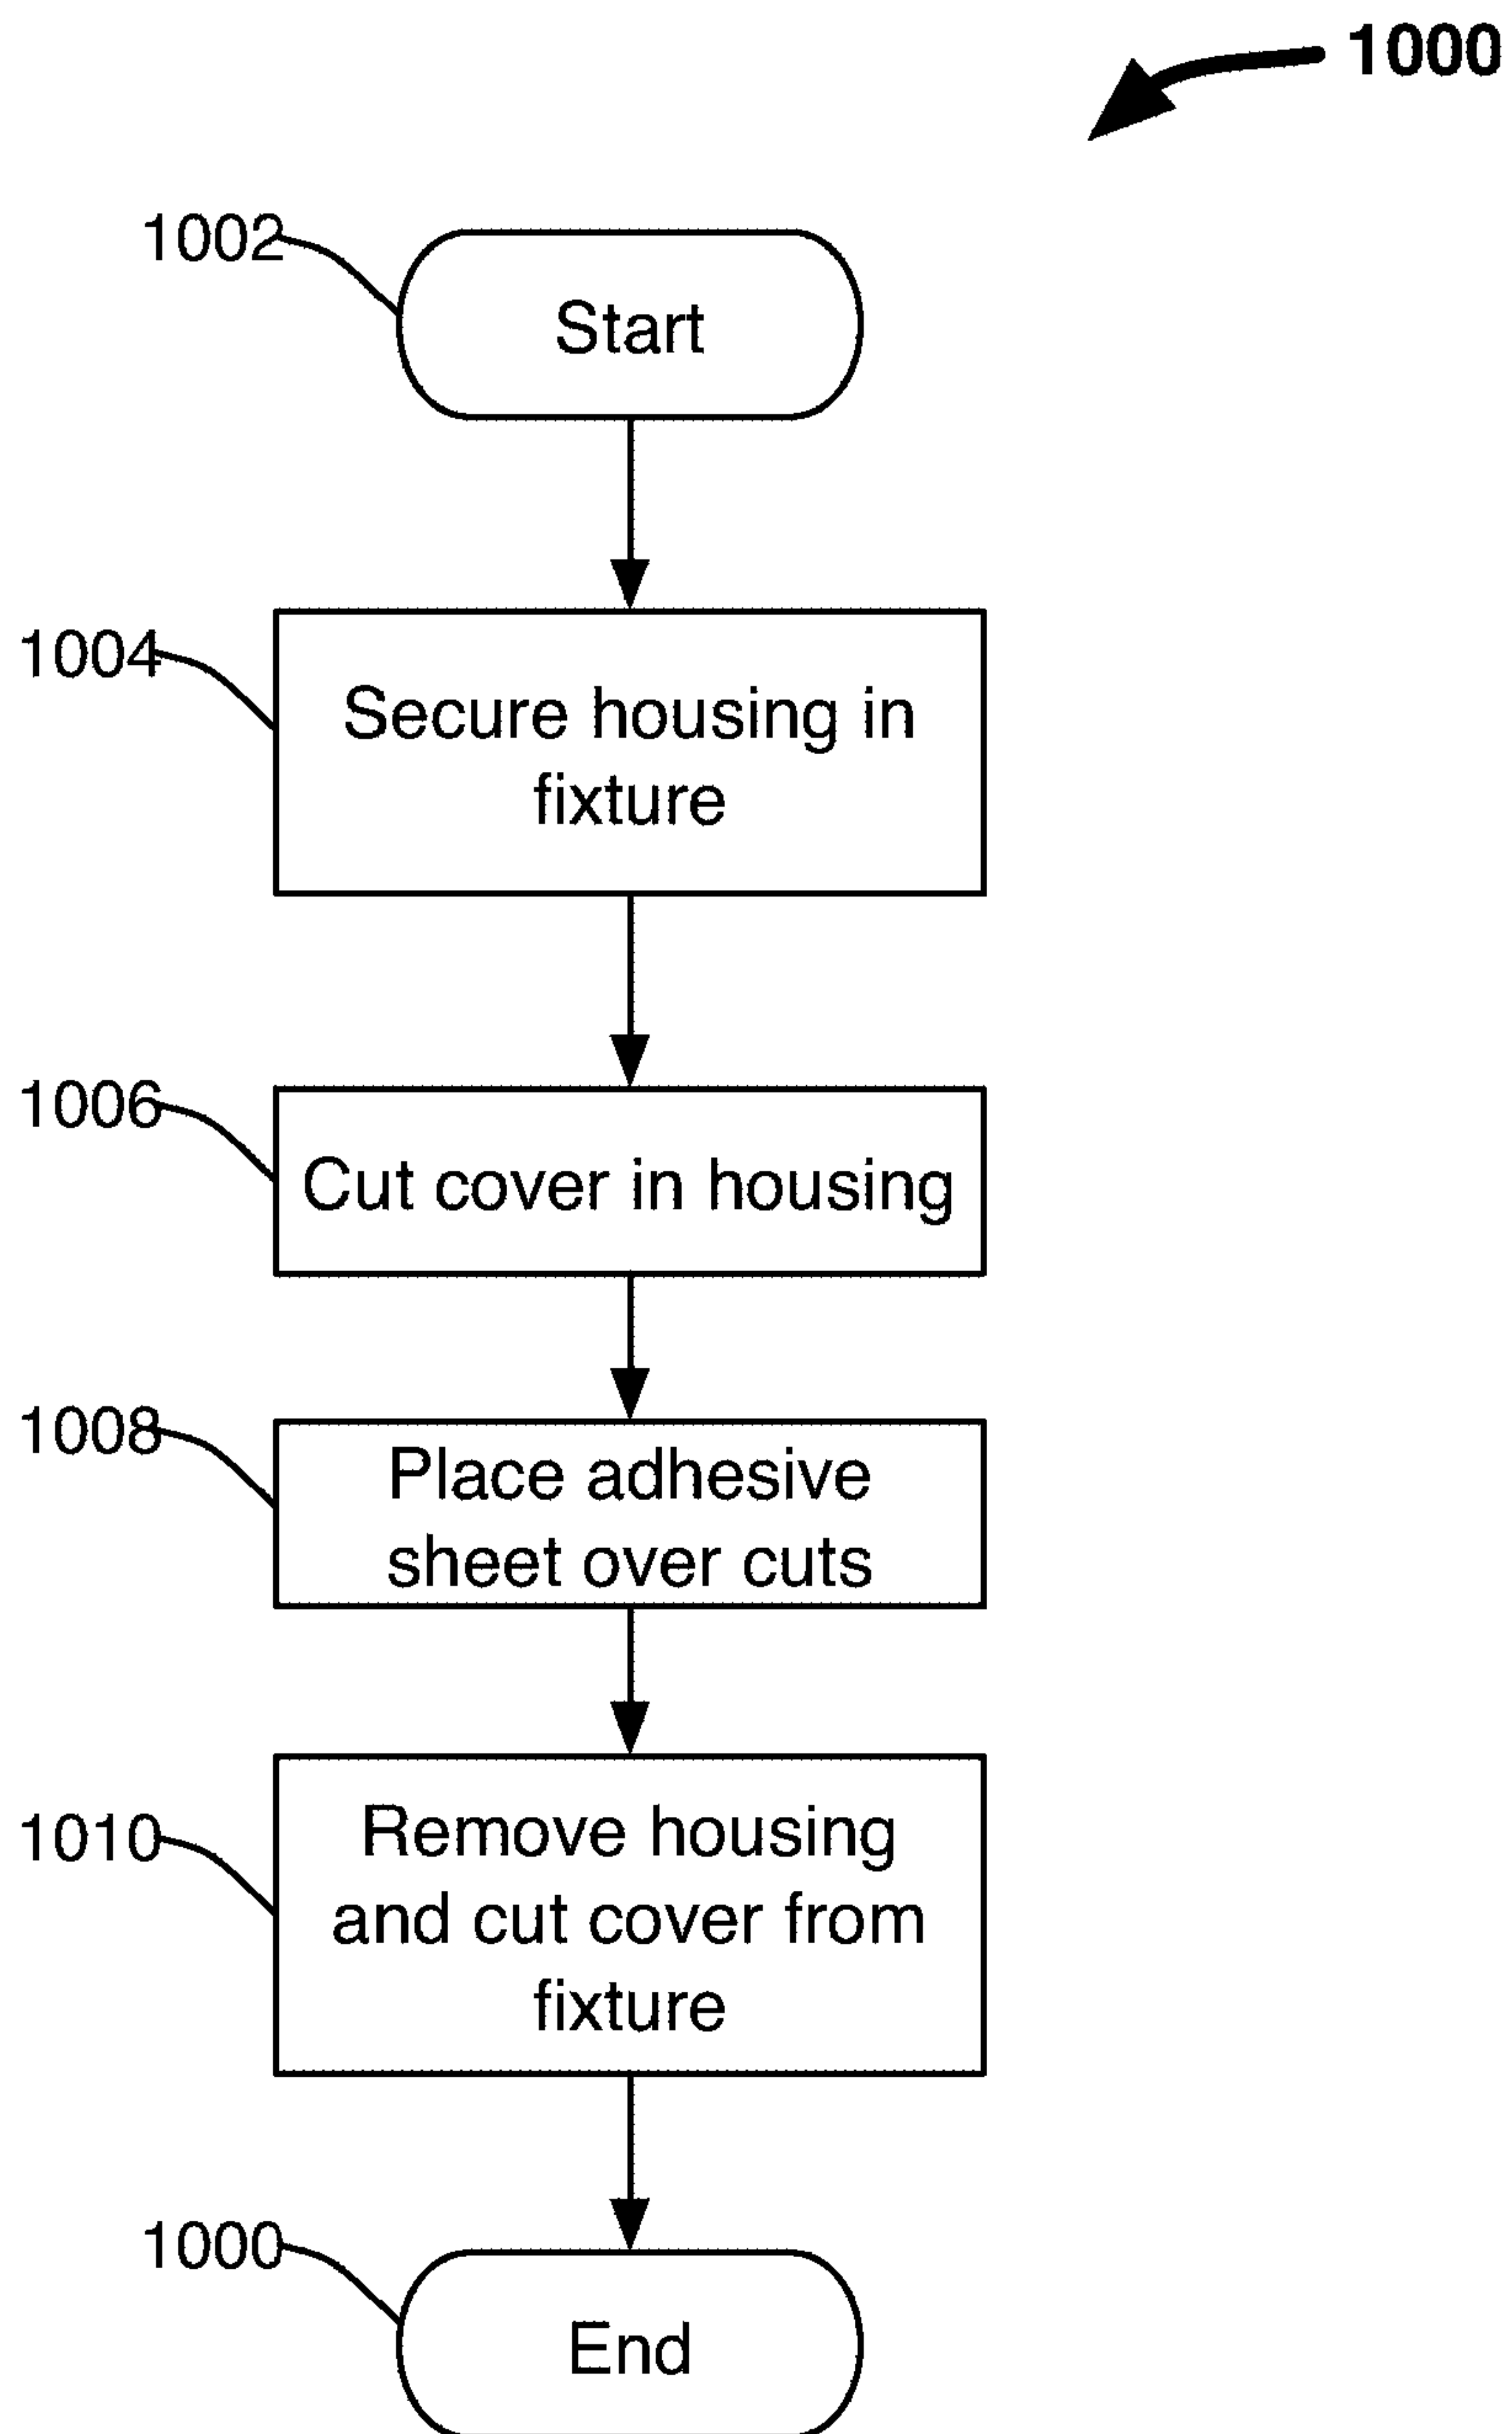 1000
1002
Start
1004
Secure housing in
fixture
1006
Cut cover in housing
1008
Place adhesive
sheet over cuts
1010
Remove housing
and cut cover from
fixture
1000
End